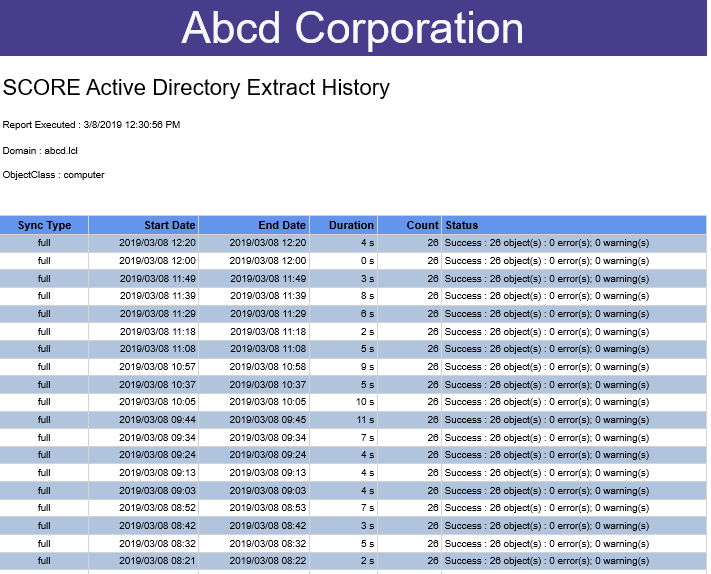 Abcd Corporation
SCORE Active Directory Extract History
Report Executed : 3/8/2019 12:30:56 PM
Domain : abcd.lcl
ObjectClass : computer
Sync Type Start Date End Date Duration Count Status
full 2019/03/08 12:20 2019/03/08 12:20 4 s 26 Success : 26 object(s) : 0 error(s); 0 warning(s)
full 2019/03/08 12:00 2019/03/08 12:00 0 s 26 Success : 26 object(s) : 0 error(s); 0 warning(s)
full 2019/03/08 11:49 2019/03/08 11:49 3 s 26 Success : 26 object(s) : 0 error(s); 0 warning(s)
full 2019/03/08 11:39 2019/03/08 11:39 8 s 26 Success : 26 object(s) : 0 error(s); 0 warning(s)
full 2019/03/08 11:29 2019/03/08 11:29 6 s 26 Success : 26 object(s) : 0 error(s); 0 warning(s)
full 2019/03/08 11:18 2019/03/08 11:18 2 s 26 Success : 26 object(s) : 0 error(s); 0 warning(s)
full 2019/03/08 11:08 2019/03/08 11:08 5 s 26 Success : 26 object(s) : 0 error(s); 0 warning(s)
full 2019/03/08 10:57 2019/03/08 10:58 9 s 26 Success : 26 object(s) : 0 error(s); 0 warning(s)
full 2019/03/08 10:37 2019/03/08 10:37 5 s 26 Success : 26 object(s) : 0 error(s); 0 warning(s)
full 2019/03/08 10:05 2019/03/08 10:05 10 s 26 Success : 26 object(s) : 0 error(s); 0 warning(s)
full 2019/03/08 09:44 2019/03/08 09:45 11 s 26 Success : 26 object(s) : 0 error(s); 0 warning(s)
full 2019/03/08 09:34 2019/03/08 09:34 7 s 26 Success : 26 object(s) : 0 error(s); 0 warning(s)
full 2019/03/08 09:24 2019/03/08 09:24 4 s 26 Success : 26 object(s) : 0 error(s); 0 warning(s)
full 2019/03/08 09:13 2019/03/08 09:13 4 s 26 Success : 26 object(s) : 0 error(s); 0 warning(s)
full 2019/03/08 09:03 2019/03/08 09:03 4 s 26 Success : 26 object(s) : 0 error(s); 0 warning(s)
full 2019/03/08 08:52 2019/03/08 08:53 7 s 26 Success : 26 object(s) : 0 error(s); 0 warning(s)
full 2019/03/08 08:42 2019/03/08 08:42 3 s 26 Success : 26 object(s) : 0 error(s); 0 warning(s)
full 2019/03/08 08:32 2019/03/08 08:32 5 s 26 Success : 26 object(s) : 0 error(s); 0 warning(s)
full 2019/03/08 08:21 2019/03/08 08:22 2 s 26 Success : 26 object(s) : 0 error(s); 0 warning(s)